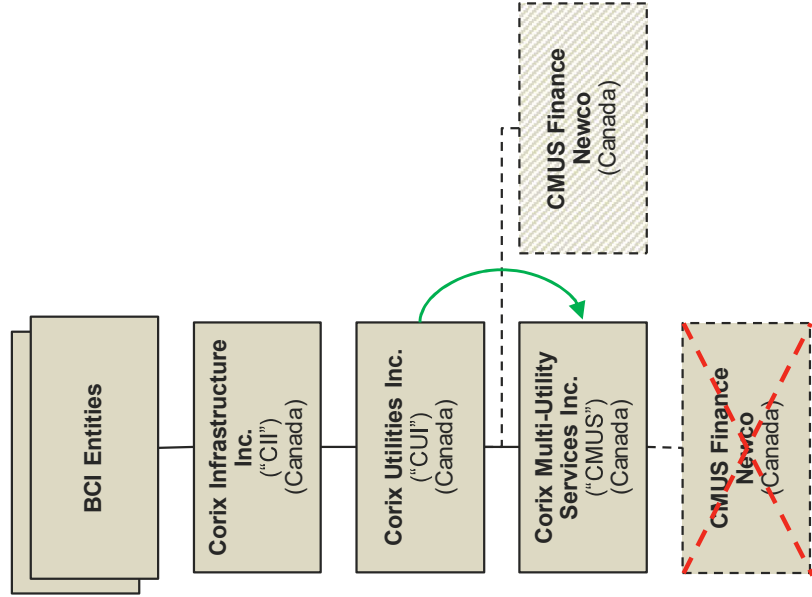 BCI Entities
Corix Infrastructure
Inc.
(“CII”)
(Canada)
Corix Utilities Inc.
(“CUI”)
(Canada)
Corix Multi-Utility
Services Inc.
(“CMUS”)
(Canada)
CMUS Finance
Newco
(Canada)
CMUS Finance
Newco
(Canada)